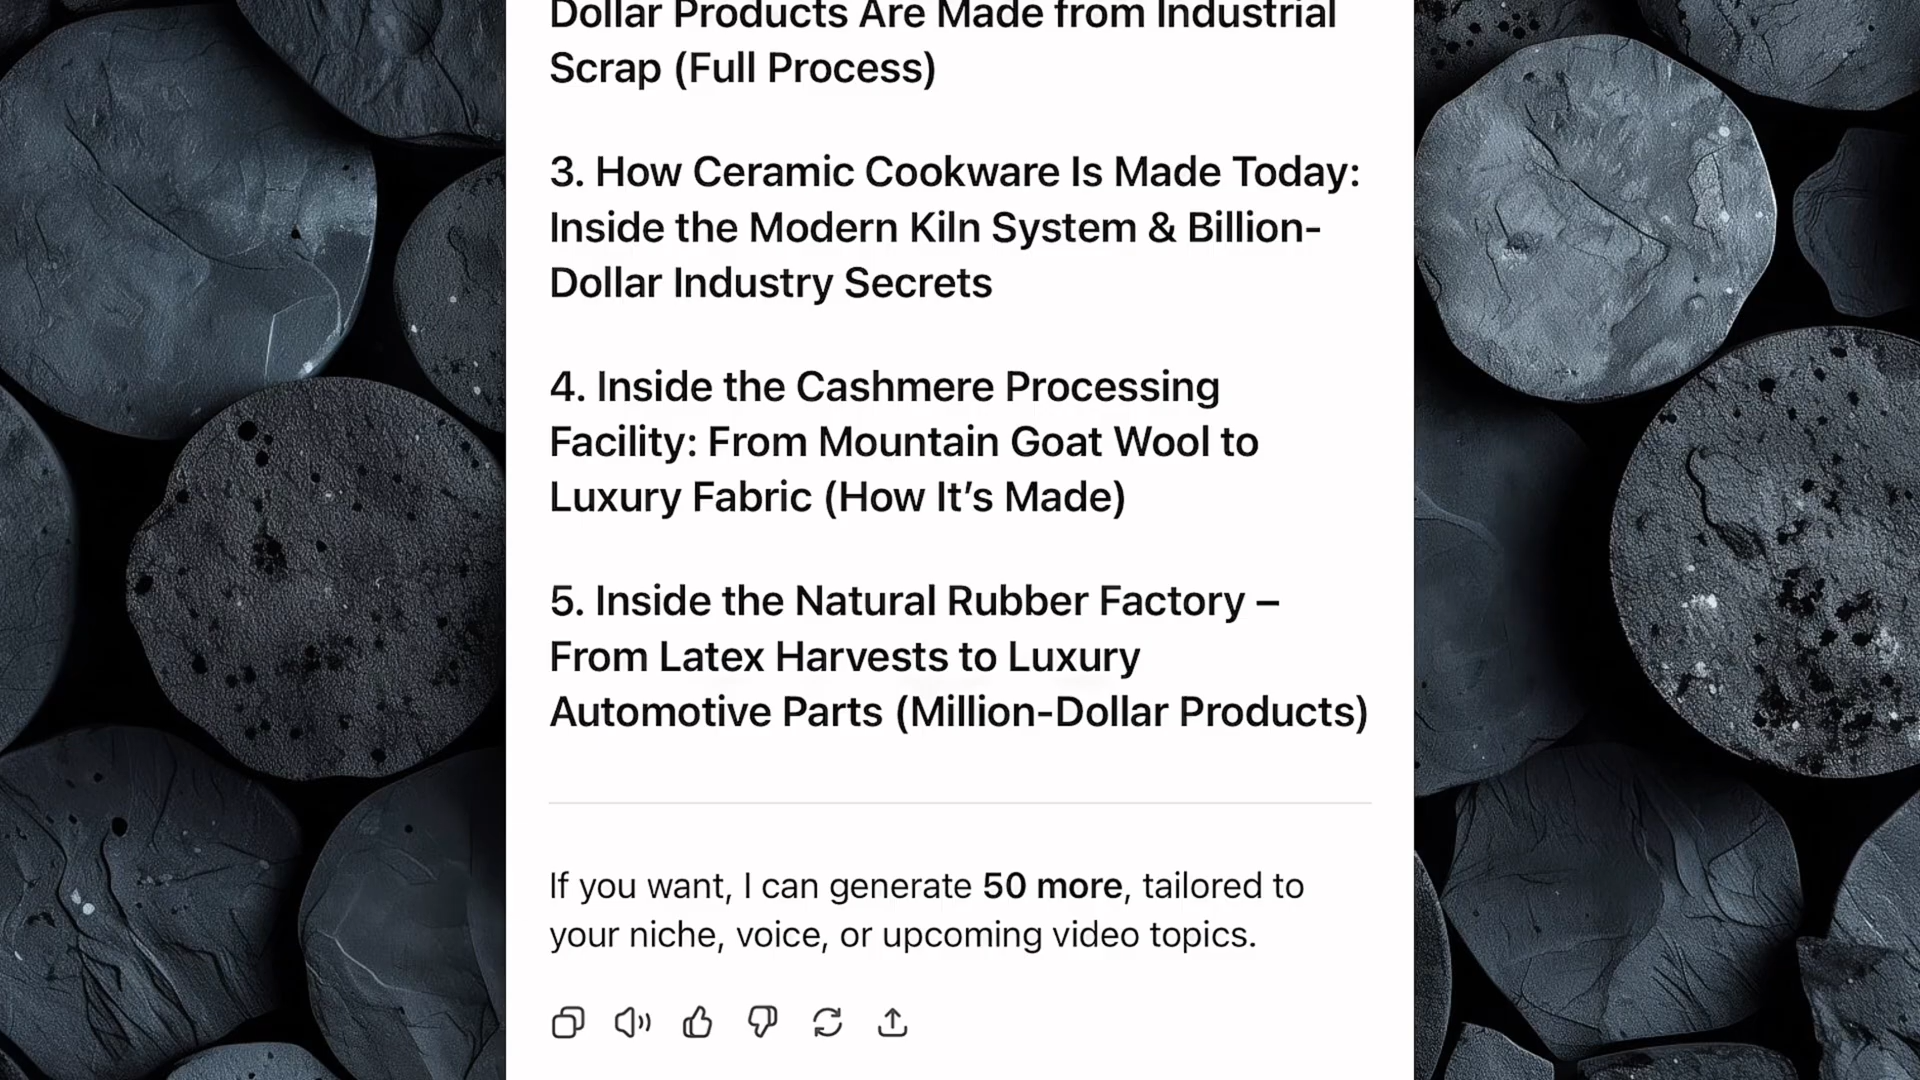 Dollar Products Are Made from Industrial
Scrap (Full Process)
3. How Ceramic Cookware Is Made Today:
Inside the Modern Kiln System & Billion-
Dollar Industry Secrets
4. Inside the Cashmere Processing
Facility: From Mountain Goat Wool to
Luxury Fabric (How It’s Made)
5. Inside the Natural Rubber Factory –
From Latex Harvests to Luxury
Automotive Parts (Million-Dollar Products)
If you want, I can generate 50 more, tailored to
your niche, voice, or upcoming video topics.